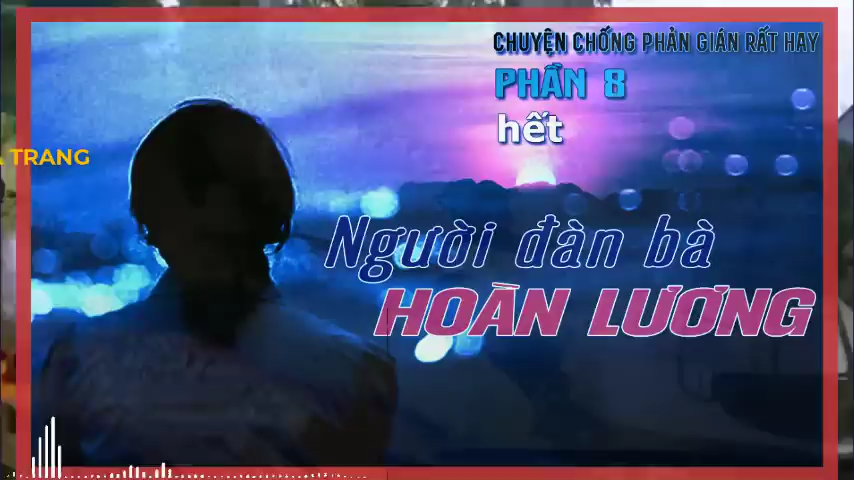 CHUYỆN CHỐNG PHẢN GIÁN RẤT HAY
PHẦN 8
hết
TRANG
Người đàn bà
HOÀN LƯƠNG